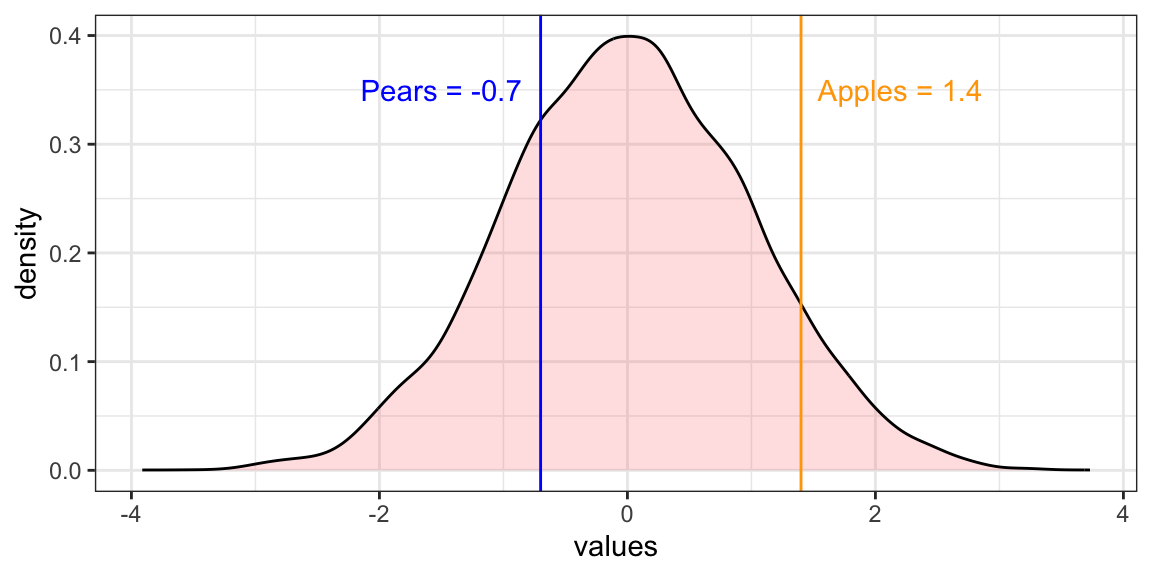 0.4
Pears = -0.7
Apples = 1.4
0.3
density
0.2
0.1
0.0
-4
-2
0
2
4
values